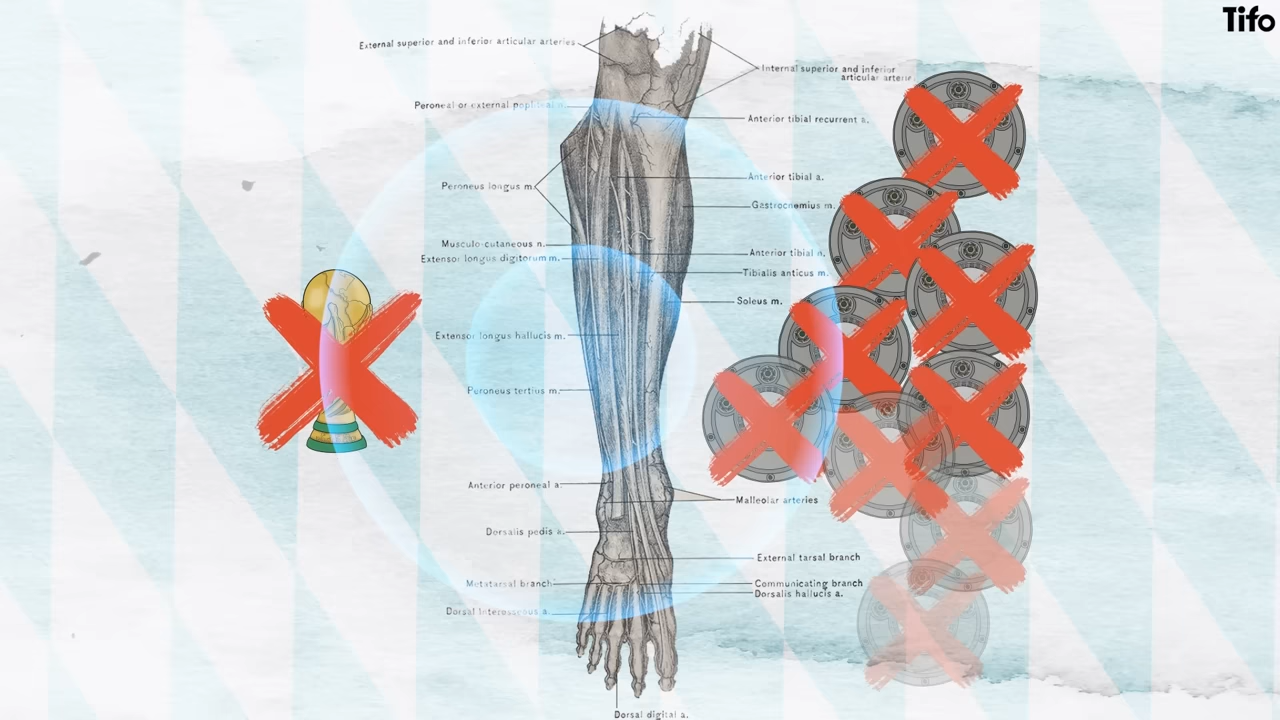 Tifo
External superior and inferior articular arteries
Internal superior and inferior
articular arteries
Peroneal or external popliteal n.
Anterior tibial recurrent a.
Anterior tibial a.
Peroneus longus m.
Gastrocnemius m.
Musculo-cutaneous n.
Anterior tibial n.
Extensor longus digitorum m.
Tibialis anticus m.
Soleus m.
Extensor longus hallucis m.
Peroneus tertius m.
Anterior peroneal a.
Malleolar arteries
Dorsalis pedis a.
External tarsal branch
Metatarsal branch
Communicating branch
Dorsalis hallucis a.
Dorsal interosseous a.
Dorsal digital a.